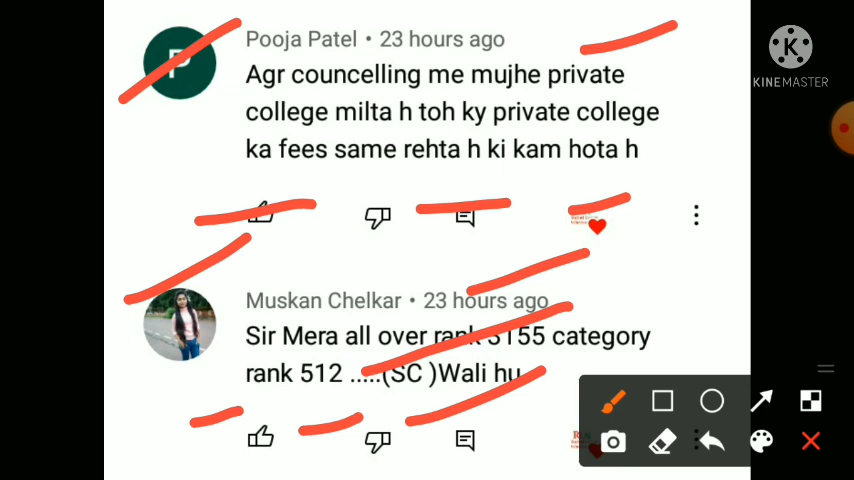 Pooja Patel • 23 hours ago
Agr councelling me mujhe private
college milta h toh ky private college
ka fees same rehta h ki kam hota h
Muskan Chelkar • 23 hours ago
Sir Mera all over rank 3155 category
rank 512 .....(SC )Wali hu
P
K
KINEMASTER